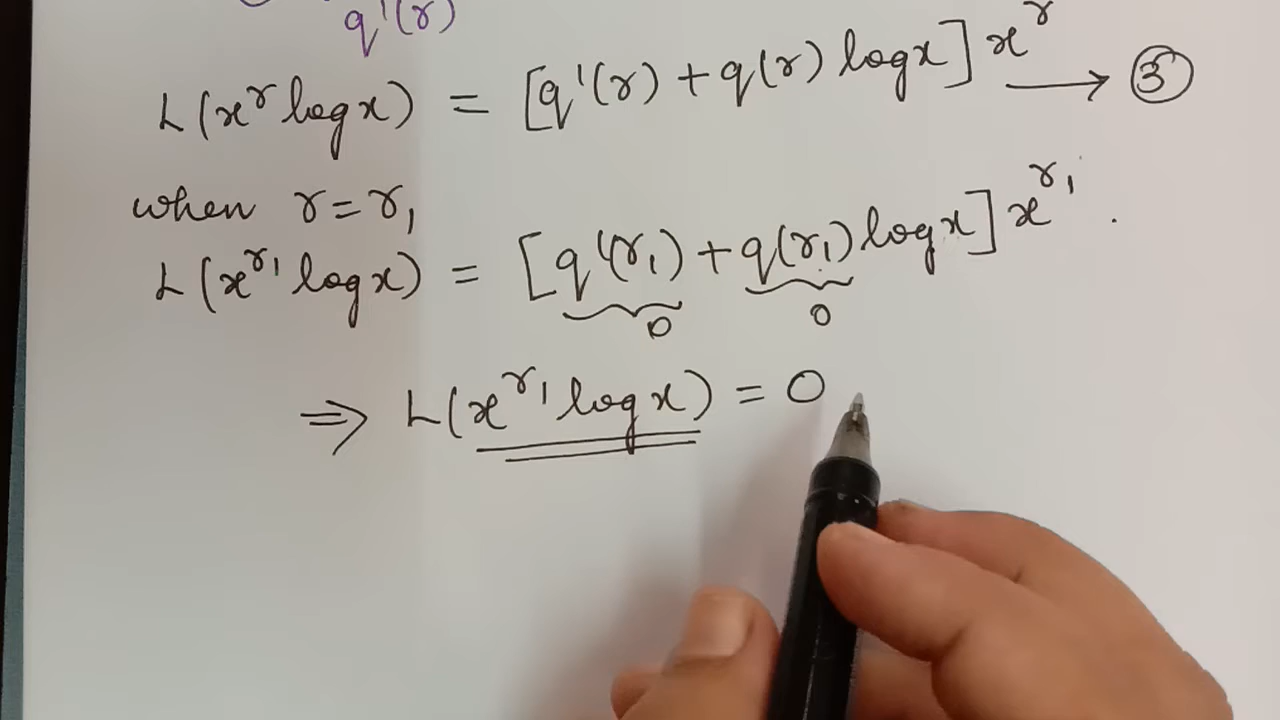 q'(r)
L(x^r log x) = [q'(r) + q(r) log x] x^r → ③
when r = r₁
L(x^r₁ log x) = [q'(r₁) + q(r₁) log x] x^r₁ .
0 0
⇒ L(x^r₁ log x) = 0